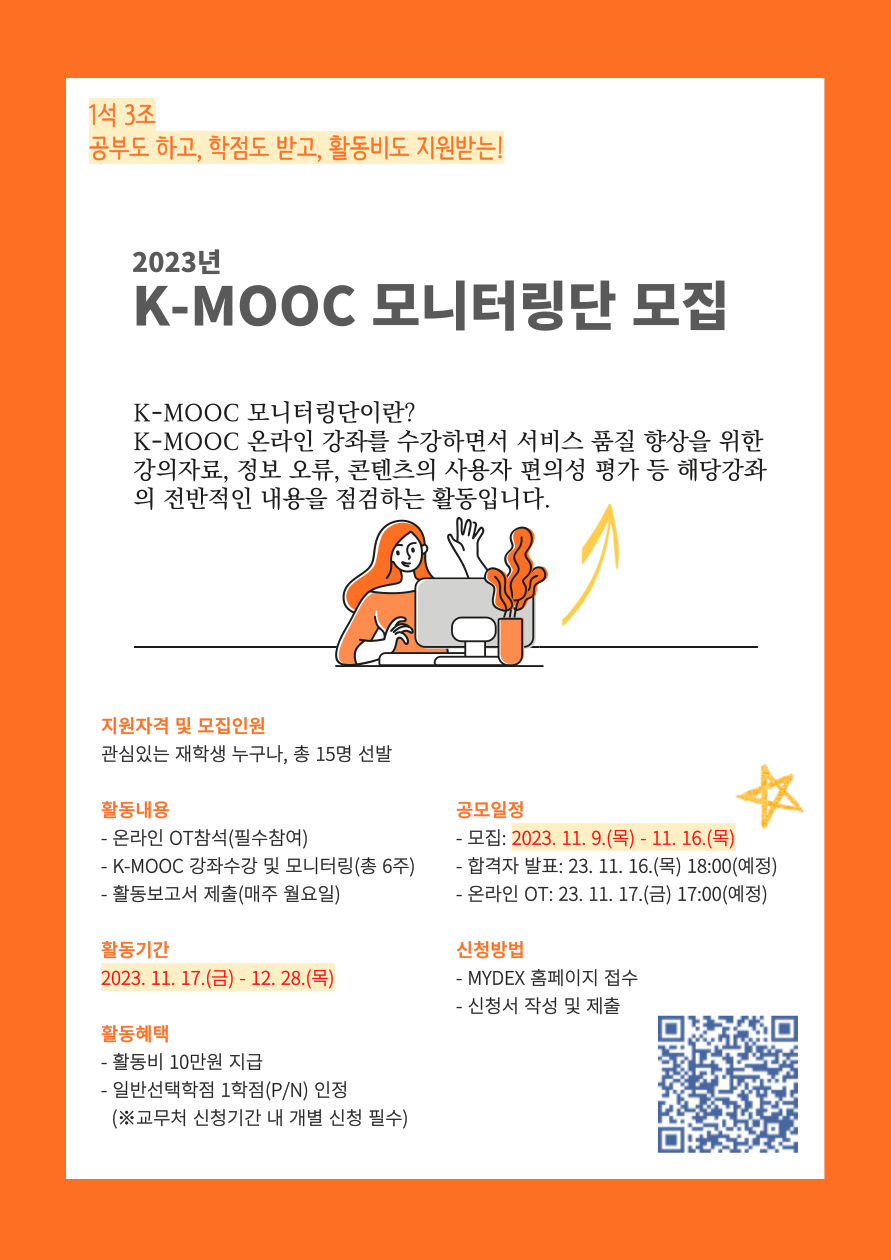 1석 3조
공부도 하고, 학점도 받고, 활동비도 지원받는!
2023년
K-MOOC 모니터링단 모집
K-MOOC 모니터링단이란?
K-MOOC 온라인 강좌를 수강하면서 서비스 품질 향상을 위한
강의자료, 정보 오류, 콘텐츠의 사용자 편의성 평가 등 해당강좌
의 전반적인 내용을 점검하는 활동입니다.
지원자격 및 모집인원
관심있는 재학생 누구나, 총 15명 선발
활동내용
- 온라인 OT참석(필수참여)
- K-MOOC 강좌수강 및 모니터링(총 6주)
- 활동보고서 제출(매주 월요일)
활동기간
2023. 11. 17.(금) - 12. 28.(목)
활동혜택
- 활동비 10만원 지급
- 일반선택학점 1학점(P/N) 인정
(※교무처 신청기간 내 개별 신청 필수)
공모일정
- 모집: 2023. 11. 9.(목) - 11. 16.(목)
- 합격자 발표: 23. 11. 16.(목) 18:00(예정)
- 온라인 OT: 23. 11. 17.(금) 17:00(예정)
신청방법
- MYDEX 홈페이지 접수
- 신청서 작성 및 제출